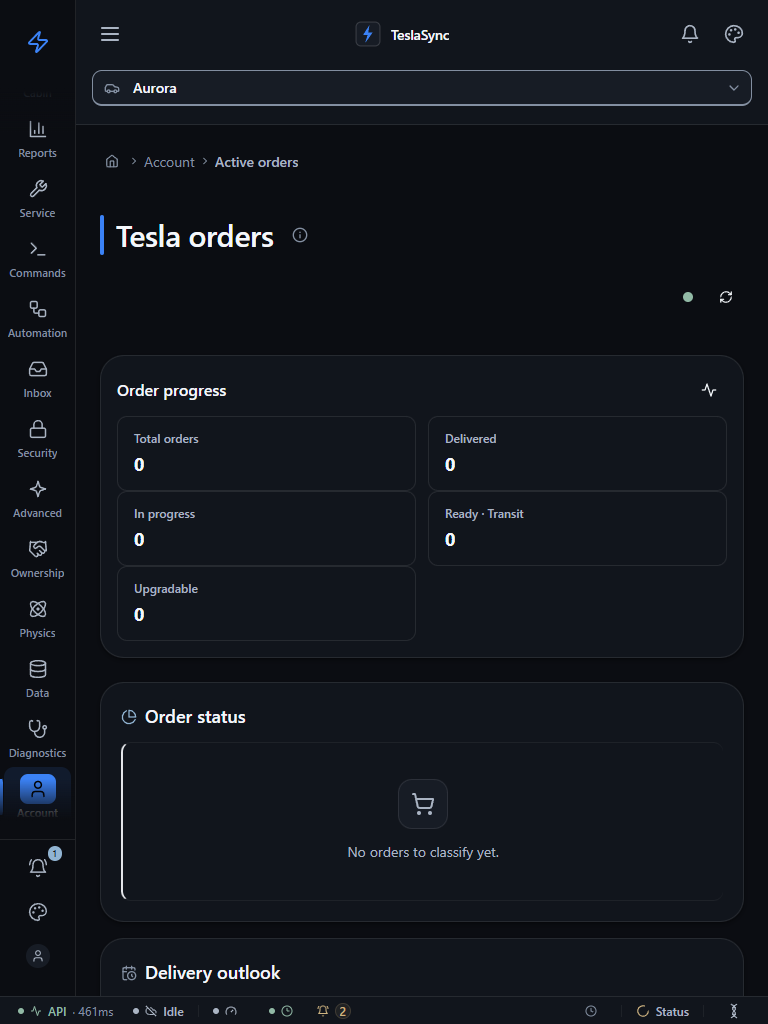 TeslaSync
Aurora
Reports
Service
Commands
Automation
Inbox
Security
Advanced
Ownership
Physics
Data
Diagnostics
Account
1
Account
Active orders
Tesla orders
Order progress
Total orders
0
Delivered
0
In progress
0
Ready · Transit
0
Upgradable
0
Order status
No orders to classify yet.
Delivery outlook
API · 461ms
Idle
2
Status